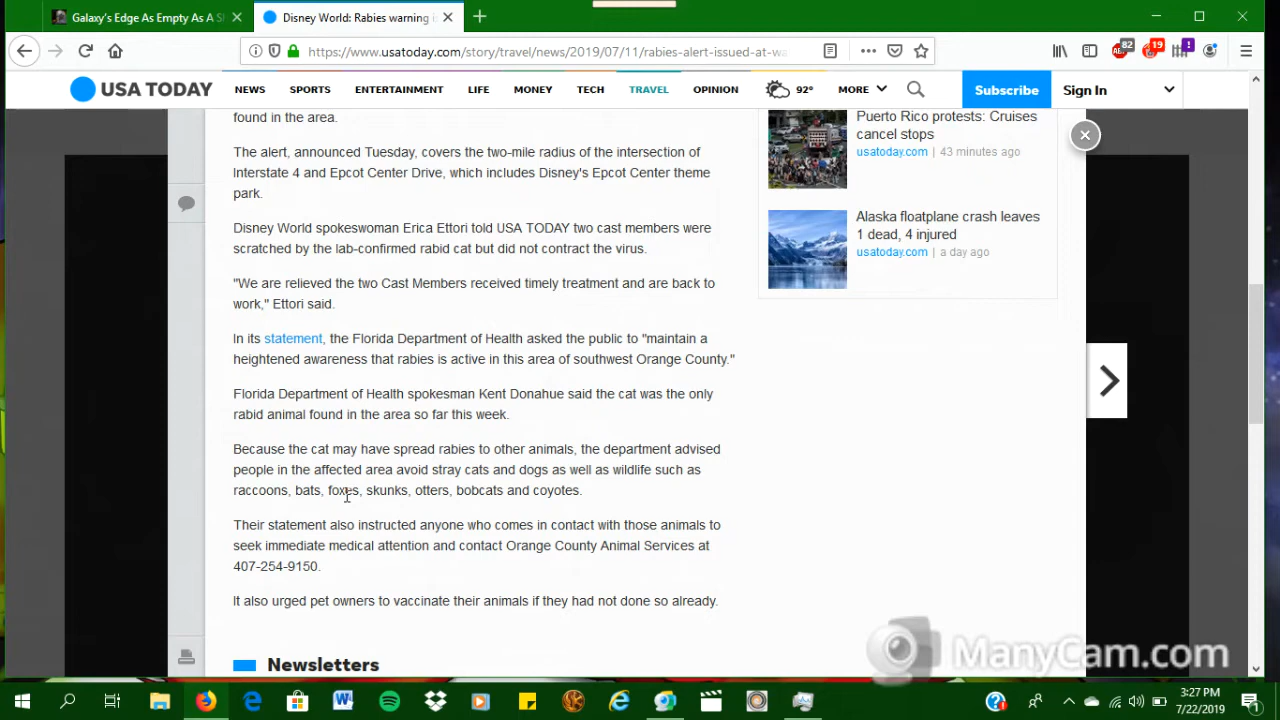 Galaxy's Edge As Empty As A S
Disney World: Rabies warning i
https://www.usatoday.com/story/travel/news/2019/07/11/rabies-alert-issued-at-wa
82
19
USA TODAY
NEWS
SPORTS
ENTERTAINMENT
LIFE
MONEY
TECH
TRAVEL
OPINION
92°
MORE
Subscribe
Sign In
found in the area.
The alert, announced Tuesday, covers the two-mile radius of the intersection of
Interstate 4 and Epcot Center Drive, which includes Disney's Epcot Center theme
park.
Disney World spokeswoman Erica Ettori told USA TODAY two cast members were
scratched by the lab-confirmed rabid cat but did not contract the virus.
"We are relieved the two Cast Members received timely treatment and are back to
work," Ettori said.
In its statement, the Florida Department of Health asked the public to "maintain a
heightened awareness that rabies is active in this area of southwest Orange County."
Florida Department of Health spokesman Kent Donahue said the cat was the only
rabid animal found in the area so far this week.
Because the cat may have spread rabies to other animals, the department advised
people in the affected area avoid stray cats and dogs as well as wildlife such as
raccoons, bats, foxes, skunks, otters, bobcats and coyotes.
Their statement also instructed anyone who comes in contact with those animals to
seek immediate medical attention and contact Orange County Animal Services at
407-254-9150.
It also urged pet owners to vaccinate their animals if they had not done so already.
Newsletters
Puerto Rico protests: Cruises
cancel stops
usatoday.com | 43 minutes ago
Alaska floatplane crash leaves
1 dead, 4 injured
usatoday.com | a day ago
ManyCam.com
3:27 PM
7/22/2019